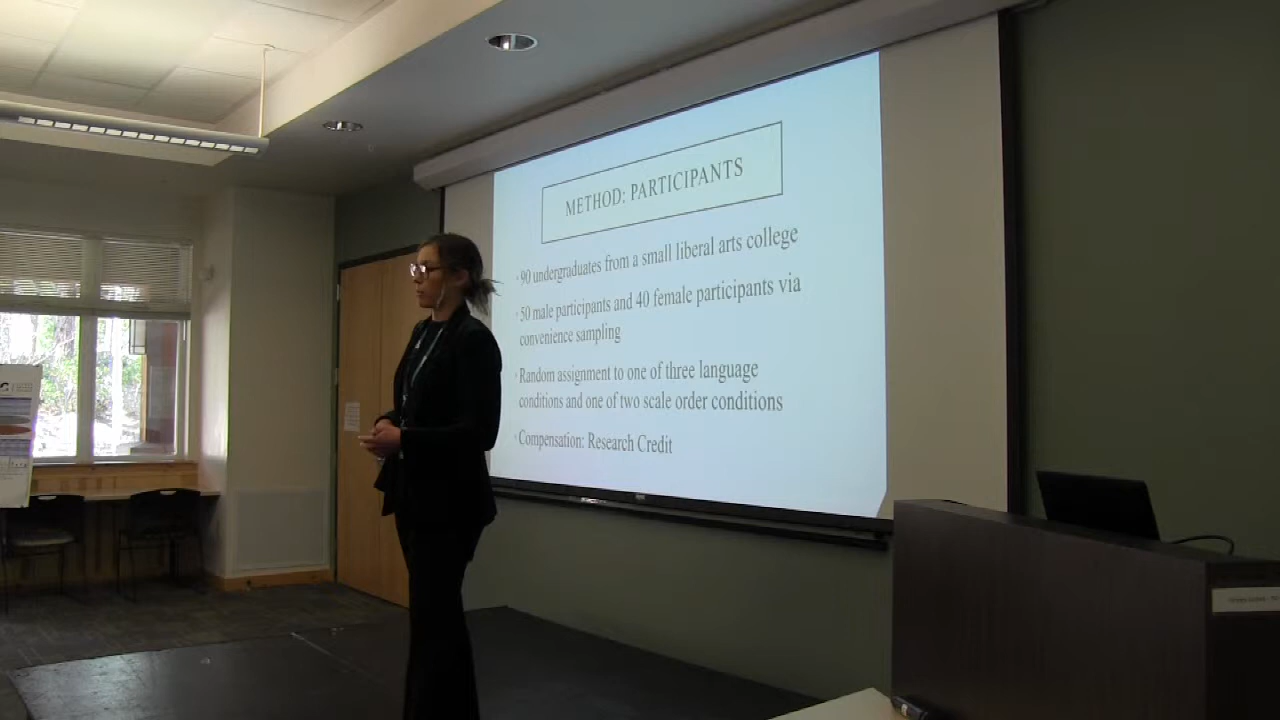 METHOD: PARTICIPANTS
90 undergraduates from a small liberal arts college
50 male participants and 40 female participants via
convenience sampling
Random assignment to one of three language
conditions and one of two scale order conditions
Compensation: Research Credit